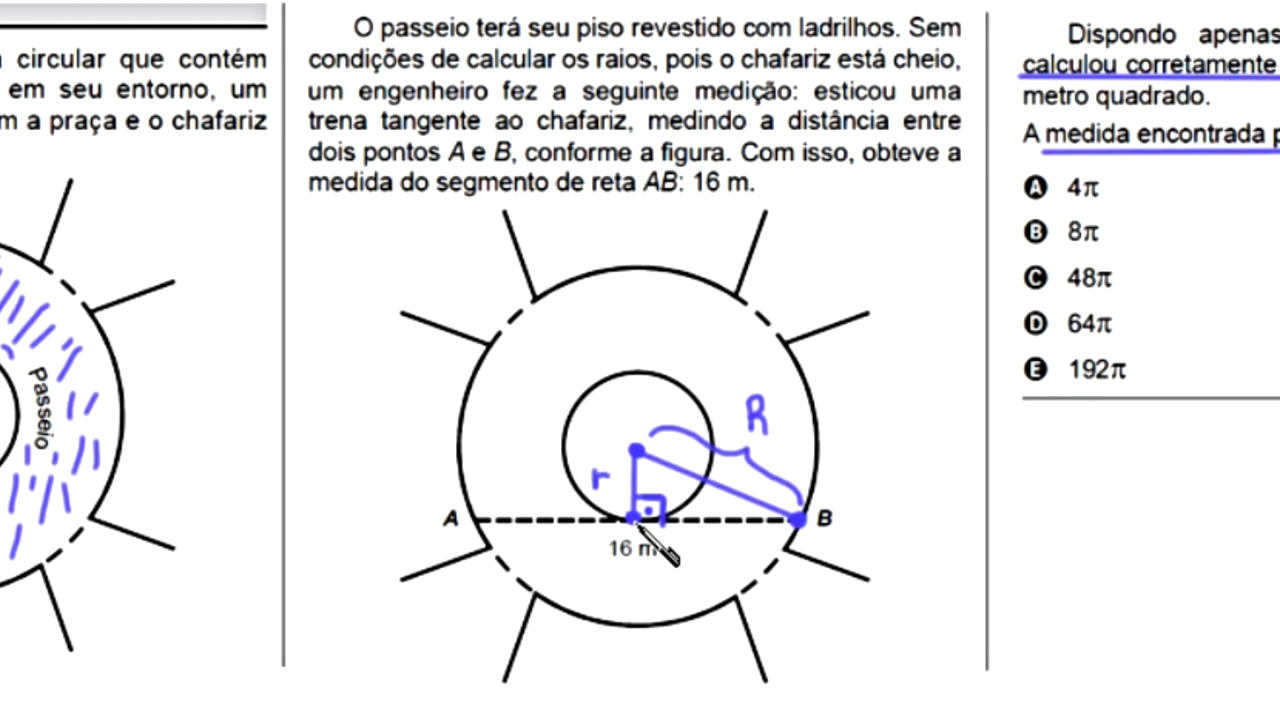 circular que contém
em seu entorno, um
a praça e o chafariz
Passeio
O passeio terá seu piso revestido com ladrilhos. Sem
condições de calcular os raios, pois o chafariz está cheio,
um engenheiro fez a seguinte medição: esticou uma
trena tangente ao chafariz, medindo a distância entre
dois pontos A e B, conforme a figura. Com isso, obteve a
medida do segmento de reta AB: 16 m.
R
r
A
B
16 m
Dispondo apenas
calculou corretamente
metro quadrado.
A medida encontrada
A 4π
B 8π
C 48π
D 64π
E 192π